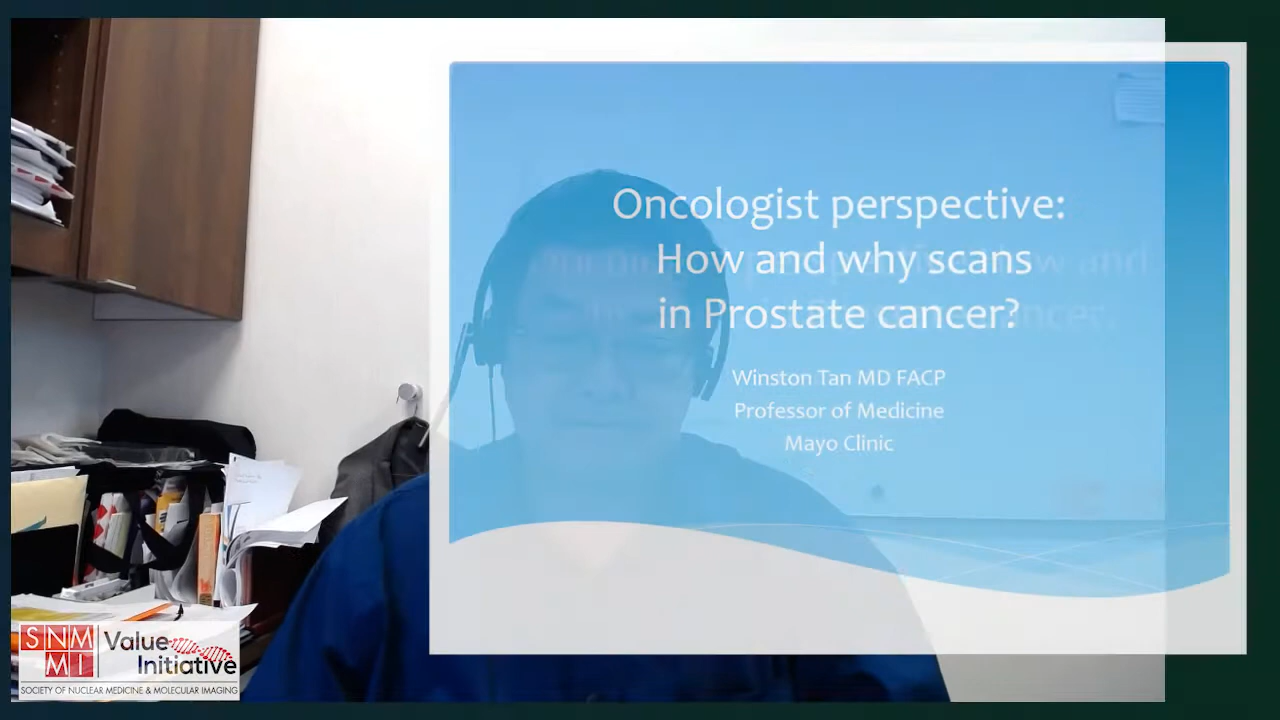 Oncologist perspective:
How and why scans
in Prostate cancer?
Winston Tan MD FACP
Professor of Medicine
Mayo Clinic
SNM
MI
Value
Initiative
SOCIETY OF NUCLEAR MEDICINE & MOLECULAR IMAGING